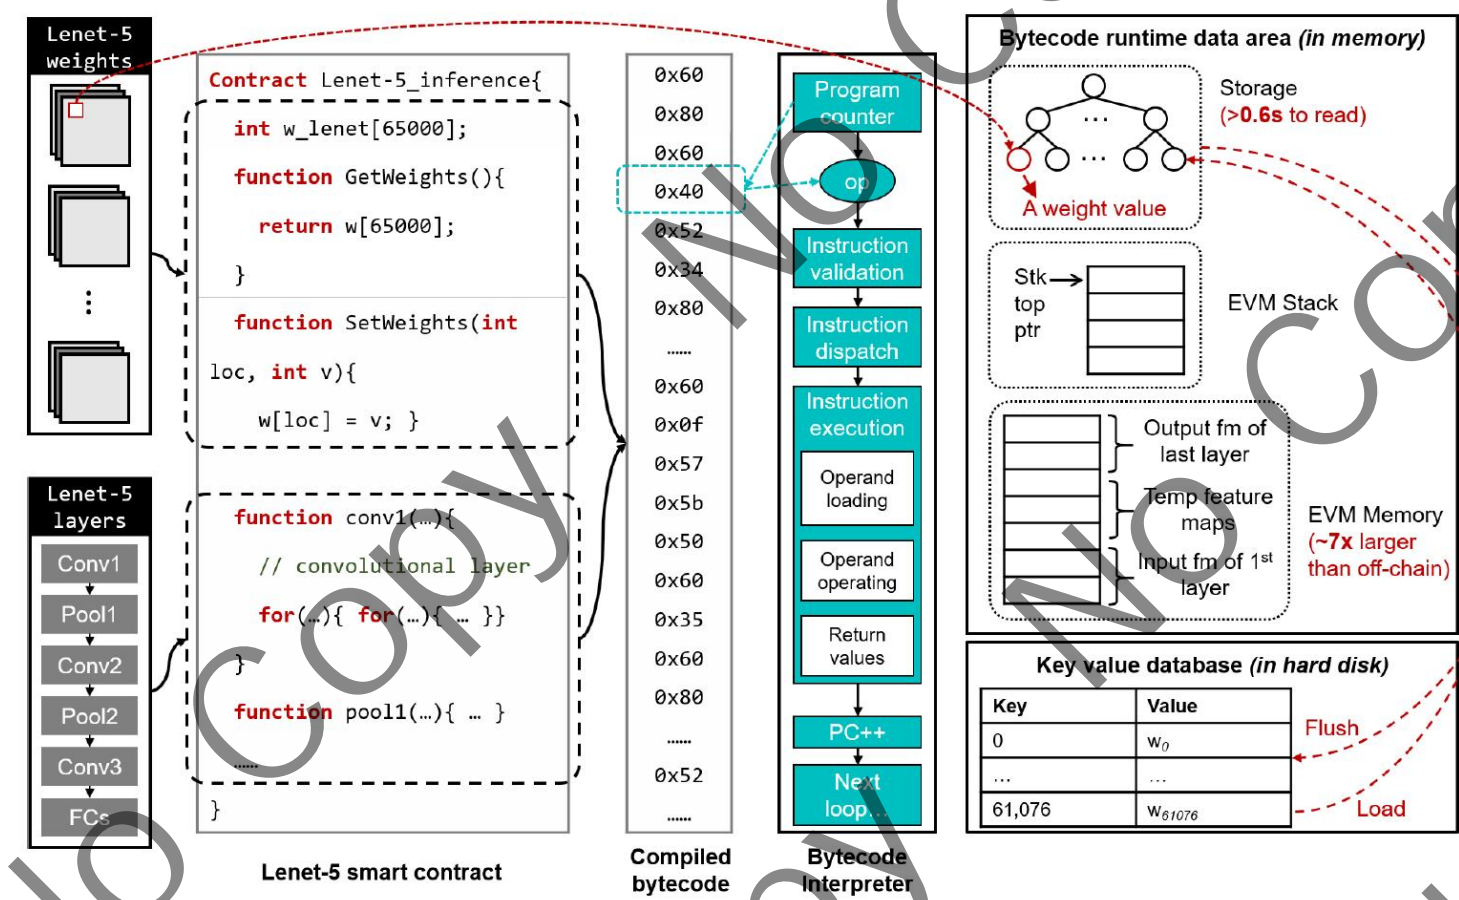 Lenet-5
weights
Lenet-5
layers
Conv1
Pool1
Conv2
Pool2
Conv3
FCs
Contract Lenet-5_inference{
int w_lenet[65000];
function GetWeights(){
return w[65000];
}
function SetWeights(int
loc, int v){
w[loc] = v; }
function conv1(…){
// convolutional layer
for(…){ for(…){ … }}
}
function pool1(…){ … }
……
}
Lenet-5 smart contract
0x60
0x80
0x60
0x40
0x52
0x34
0x80
……
0x60
0x0f
0x57
0x5b
0x50
0x60
0x35
0x60
0x80
……
0x52
……
Compiled
bytecode
Program
counter
op
Instruction
validation
Instruction
dispatch
Instruction
execution
Operand
loading
Operand
operating
Return
values
PC++
Next
loop…
Bytecode
Interpreter
Bytecode runtime data area (in memory)
…
…
A weight value
Storage
(>0.6s to read)
Stk
top
ptr
EVM Stack
Output fm of
last layer
Temp feature
maps
Input fm of 1st
layer
EVM Memory
(~7x larger
than off-chain)
Key value database (in hard disk)
Key Value
0 w0
… …
61,076 w61076
Flush
Load
No Copy
No Copy
No Copy